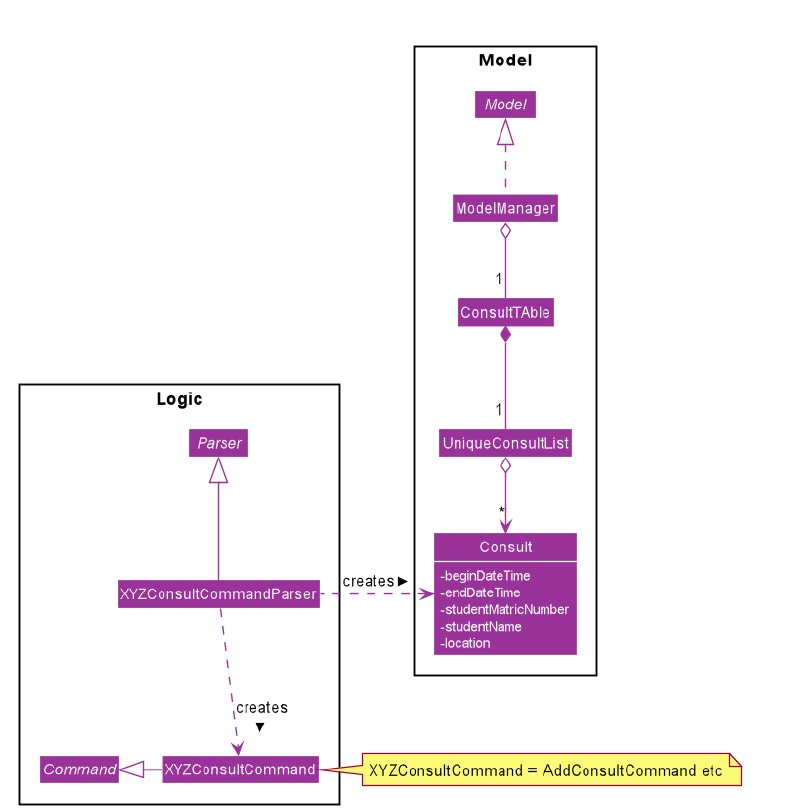 Model
Model
ModelManager
1
ConsultTAble
1
UniqueConsultList
*
Consult
-beginDateTime
-endDateTime
-studentMatricNumber
-studentName
-location
Logic
Parser
XYZConsultCommandParser
creates ►
creates
▼
Command
XYZConsultCommand
XYZConsultCommand = AddConsultCommand etc